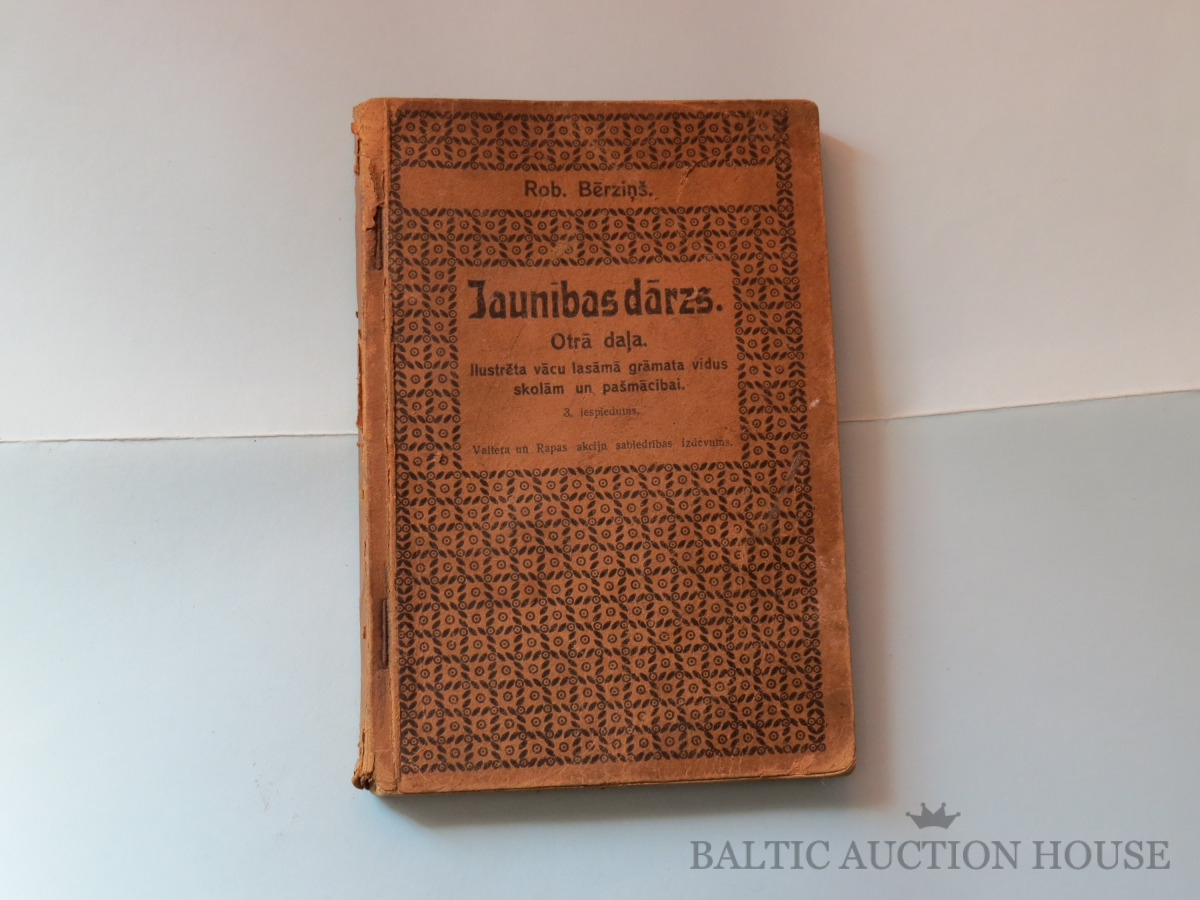 Rob. Bērziņš.
Jaunības dārzs.
Otrā daļa.
Ilustrēta vācu lasāmā grāmata vidus
skolām un pašmācibai.
3. iespiedums.
Valtera un Rapas akciju sabiedrības izdevums.
BALTIC AUCTION HOUSE